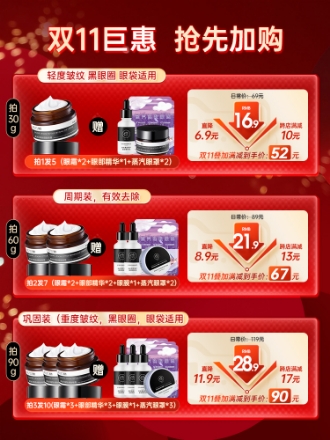 双11巨惠 抢先加购
轻度皱纹 黑眼圈 眼袋适用
拍30g
赠
拍1发5(眼霜*2+眼部精华*1+蒸汽眼罩*2)
日常价:69元
16.9
直降
6.9元
跨店满减
10元
双11叠加满减到手价: 52 元
周期装,有效去除
拍60g
赠
拍2发7(眼霜*2+眼部精华*2+眼膜*1+蒸汽眼罩*2)
日常价:89元
21.9
直降
8.9元
跨店满减
13元
双11叠加满减到手价: 67 元
巩固装(重度皱纹,黑眼圈,眼袋适用
拍90g
赠
拍3发10(眼霜*3+眼部精华*3+眼膜*1+蒸汽眼罩*3)
日常价:119元
28.9
直降
11.9元
跨店满减
17元
双11叠加满减到手价: 90 元